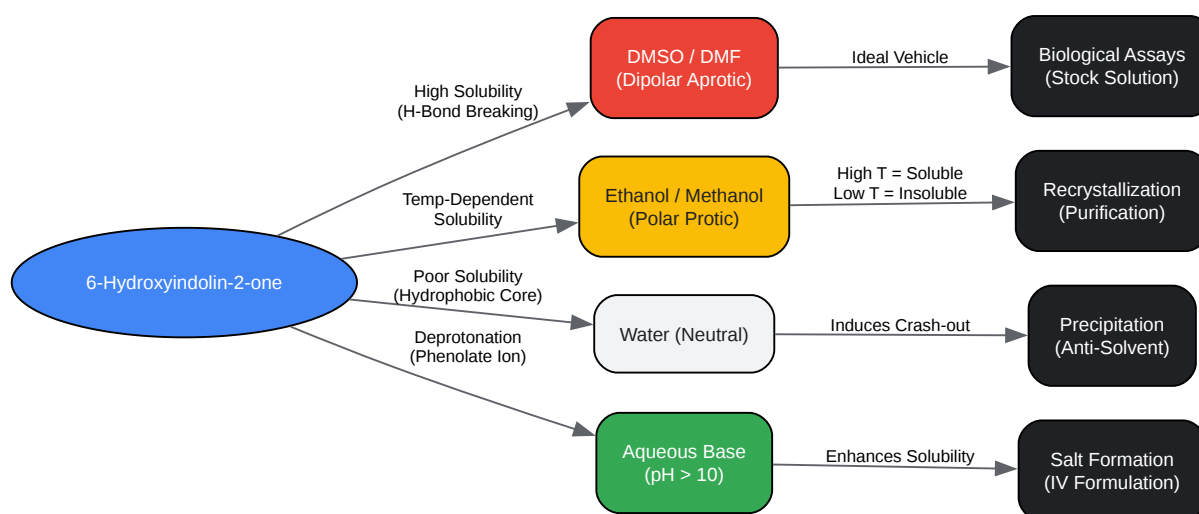 6-Hydroxyindolin-2-one
High Solubility
(H-Bond Breaking)
DMSO / DMF
(Dipolar Aprotic)
Ideal Vehicle
Biological Assays
(Stock Solution)
Temp-Dependent
Solubility
Ethanol / Methanol
(Polar Protic)
High T = Soluble
Low T = Insoluble
Recrystallization
(Purification)
Poor Solubility
(Hydrophobic Core)
Water (Neutral)
Induces Crash-out
Precipitation
(Anti-Solvent)
Deprotonation
(Phenolate Ion)
Aqueous Base
(pH > 10)
Enhances Solubility
Salt Formation
(IV Formulation)